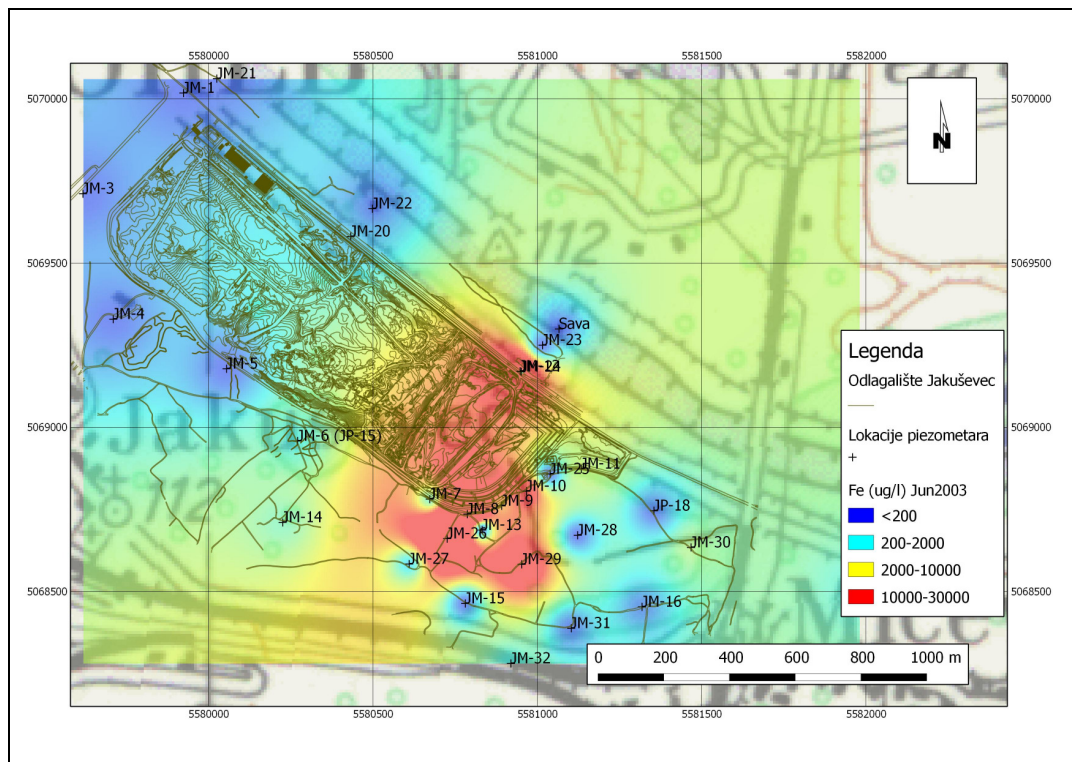 5580000 5580500 5581000 5581500 5582000
JM-21
JM-1
5070000 5070000
N
JM-3
JM-22
112
JM-20
5069500 5069500
JM-4
Sava
JM-23
JM-5
Legenda
Odlagalište Jakuševec
Lokacije piezometara
Fe (ug/l) Jun2003
<200
200-2000
2000-10000
10000-30000
5069000
JM-6 (JP-15)
JM-11
JM-25
JM-10
JM-7
JM-9
JM-8
JP-18
JM-14
JM-13
JM-26
JM-28
JM-30
JM-27
JM-29
5068500 5068500
JM-15
JM-16
JM-31
JM-32
0 200 400 600 800 1000 m
5580000 5580500 5581000 5581500 5582000